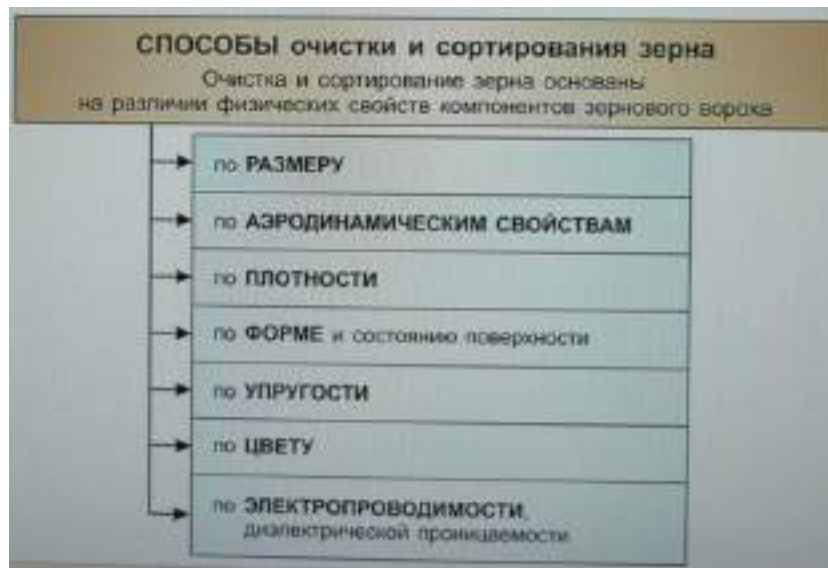 СПОСОБЫ очистки и сортирования зерна
Очистка и сортирование зерна основаны
на различии физических свойств компонентов зернового вороха
по РАЗМЕРУ
по АЭРОДИНАМИЧЕСКИМ СВОЙСТВАМ
по ПЛОТНОСТИ
по ФОРМЕ и состоянию поверхности
по УПРУГОСТИ
по ЦВЕТУ
по ЭЛЕКТРОПРОВОДИМОСТИ,
диэлектрической проницаемости